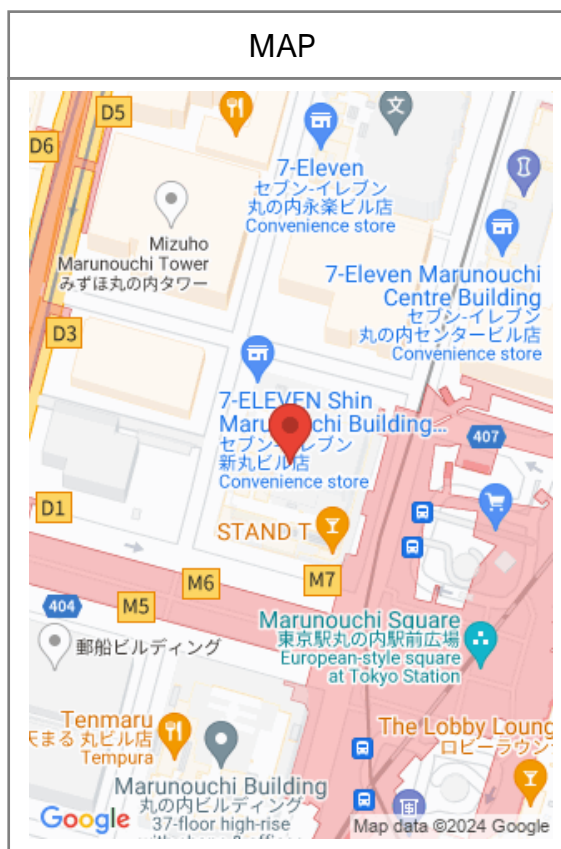 MAP
D5
D6
7-Eleven
セブン-イレブン
丸の内永楽ビル店
Convenience store
文
Mizuho
Marunouchi Tower
みずほ丸の内タワー
7-Eleven Marunouchi
Centre Building
セブン-イレブン
丸の内センタービル店
Convenience store
D3
7-ELEVEN Shin
Building...
セブン
新丸ビル店
Convenience store
407
D1
STAND T
M7
M6
M5
404
Marunouchi Square
東京駅丸の内駅前広場
European-style square
at Tokyo Station
郵船ビルディング
Tenmaru
天まる 丸ビル店
Tempura
The Lobby Loung
ロビーラウン
Marunouchi Building
丸の内ビルディング
37-floor high-rise
Google
Map data ©2024 Google